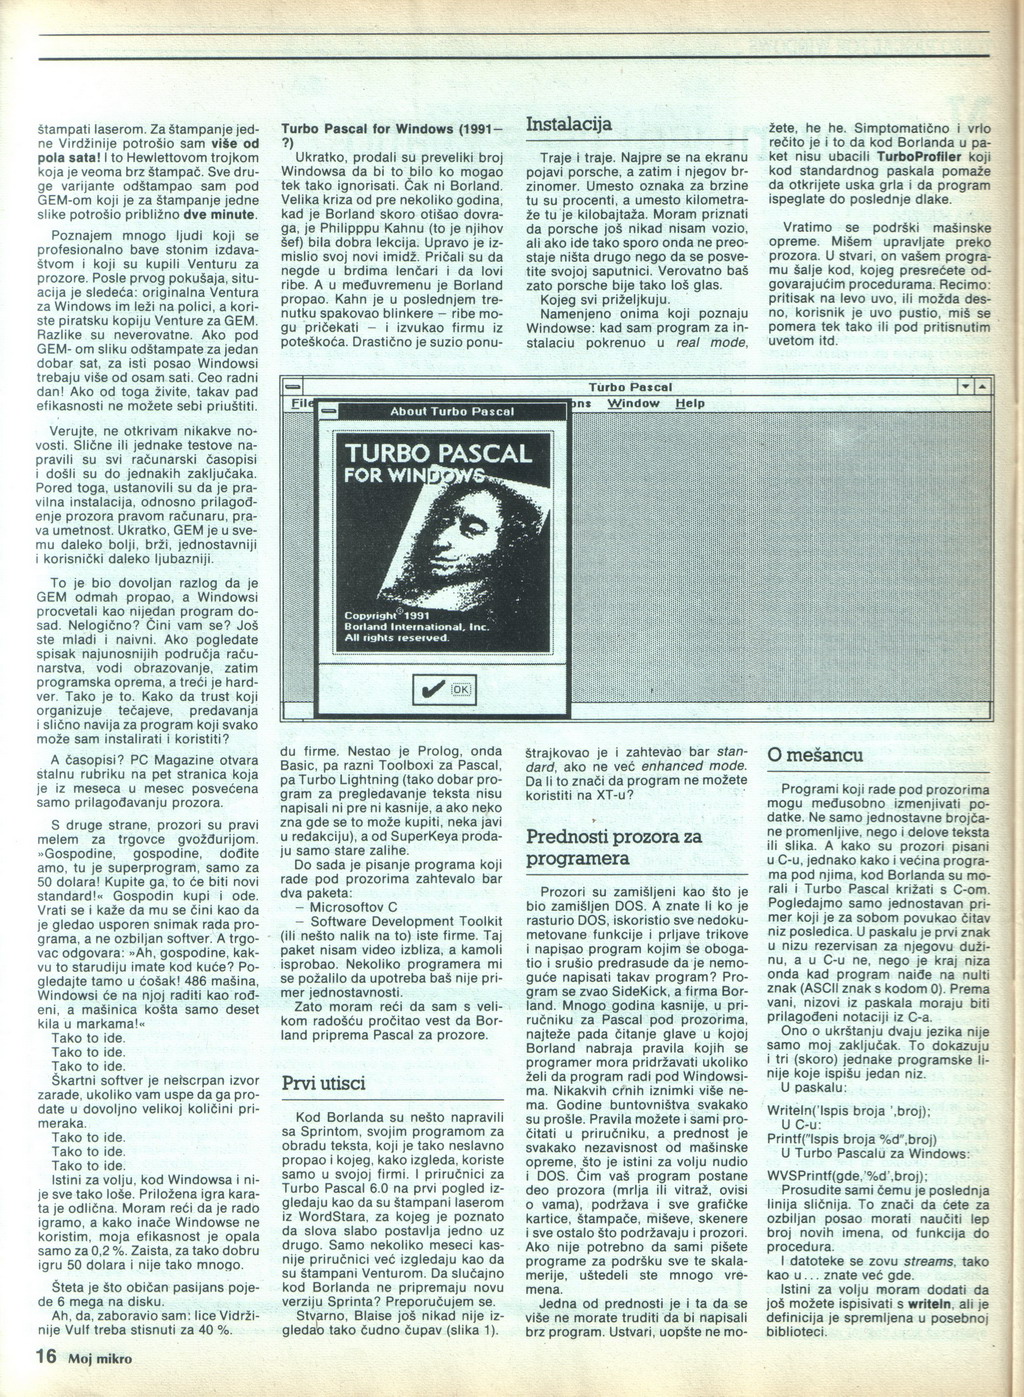 štampati laserom. Za štampanje jed-
ne Virdžinije potrošio sam više od
pola sata! I to Hewlettovom trojkom
koja je veoma brz štampač. Sve dru-
ge varijante odštampao sam pod
GEM-om koji je za štampanje jedne
slike potrošio približno dve minute.
Poznajem mnogo ljudi koji se
profesionalno bave stonim izdava-
štvom i koji su kupili Venturu za
prozore. Posle prvog pokušaja, situ-
acija je sledeća: originalna Ventura
za Windows im leži na polici, a kori-
ste piratsku kopiju Venture za GEM.
Razlike su neverovatne. Ako pod
GEM- om sliku odštampate za jedan
dobar sat, za isti posao Windowsi
trebaju više od osam sati. Ceo radni
dan! Ako od toga živite, takav pad
efikasnosti ne možete sebi priuštiti.
Verujte, ne otkrivam nikakve no-
vosti. Slične ili jednake testove na-
pravili su svi računarski časopisi
i došli su do jednakih zaključaka.
Pored toga, ustanovili su da je pra-
vilna instalacija, odnosno prilagođ-
enje prozora pravom računaru, pra-
va umetnost. Ukratko, GEM je u sve-
mu daleko bolji, brži, jednostavniji
i korisnički daleko ljubazniji.
To je bio dovoljan razlog da je
GEM odmah propao, a Windowsi
procvetali kao nijedan program do-
sad. Nelogično? Čini vam se? Još
ste mladi i naivni. Ako pogledate
spisak najunosnijih područja raču-
narstva, vodi obrazovanje, zatim
programska oprema, a treći je hard-
ver. Tako je to. Kako da trust koji
organizuje tečajeve, predavanja
i slično navija za program koji svako
može sam instalirati i koristiti?
A časopisi? PC Magazine otvara
stalnu rubriku na pet stranica koja
je iz meseca u mesec posvećena
samo prilagođavanju prozora.
S druge strane, prozori su pravi
melem za trgovce gvožđurijom.
»Gospodine, gospodine, dođite
amo, tu je superprogram, samo za
50 dolara! Kupite ga, to će biti novi
standard!« Gospodin kupi i ode.
Vrati se i kaže da mu se čini kao da
je gledao usporen snimak rada pro-
grama, a ne ozbiljan softver. A trgo-
vac odgovara: »Ah, gospodine, kak-
vu to starudiju imate kod kuće? Po-
gledajte tamo u ćošak! 486 mašina,
Windowsi će na njoj raditi kao rođ-
eni, a mašinica košta samo deset
kila u markama!«
Tako to ide.
Tako to ide.
Tako to ide.
Škartni softver je neiscrpan izvor
zarade, ukoliko vam uspe da ga pro-
date u dovoljno velikoj količini pri-
meraka.
Tako to ide.
Tako to ide.
Tako to ide.
Istini za volju, kod Windowsa i ni-
je sve tako loše. Priložena igra kara-
ta je odlična. Moram reći da je rado
igramo, a kako inače Windowse ne
koristim, moja efikasnost je opala
samo za 0,2 %. Zaista, za tako dobru
igru 50 dolara i nije tako mnogo.
Šteta je što običan pasijans poje-
de 6 mega na disku.
Ah, da, zaboravio sam: lice Vidrži-
nije Vulf treba stisnuti za 40 %.
Turbo Pascal for Windows (1991–
?)
Ukratko, prodali su preveliki broj
Windowsa da bi to bilo ko mogao
tek tako ignorisati. Čak ni Borland.
Velika kriza od pre nekoliko godina,
kad je Borland skoro otišao dovra-
ga, je Philipppu Kahnu (to je njihov
šef) bila dobra lekcija. Upravo je iz-
mislio svoj novi imidž. Pričali su da
negde u brdima lenčari i da lovi
ribe. A u međuvremenu je Borland
propao. Kahn je u poslednjem tre-
nutku spakovao blinkere – ribe mo-
gu pričekati – i izvukao firmu iz
poteškoća. Drastično je suzio ponu-
Turbo Pascal
File
ons Window Help
About Turbo Pascal
TURBO PASCAL
FOR WINDOWS
Copyright © 1991
Borland International, Inc.
All rights reserved.
OK
du firme. Nestao je Prolog, onda
Basic, pa razni Toolboxi za Pascal,
pa Turbo Lightning (tako dobar pro-
gram za pregledavanje teksta nisu
napisali ni pre ni kasnije, a ako neko
zna gde se to može kupiti, neka javi
u redakciju), a od SuperKeya proda-
ju samo stare zalihe.
Do sada je pisanje programa koji
rade pod prozorima zahtevalo bar
dva paketa:
– Microsoftov C
– Software Development Toolkit
(ili nešto nalik na to) iste firme. Taj
paket nisam video izbliza, a kamoli
isprobao. Nekoliko programera mi
se požalilo da upotreba baš nije pri-
mer jednostavnosti.
Zato moram reći da sam s veli-
kom radošću pročitao vest da Bor-
land priprema Pascal za prozore.
Prvi utisci
Kod Borlanda su nešto napravili
sa Sprintom, svojim programom za
obradu teksta, koji je tako neslavno
propao i kojeg, kako izgleda, koriste
samo u svojoj firmi. I priručnici za
Turbo Pascal 6.0 na prvi pogled iz-
gledaju kao da su štampani laserom
iz WordStara, za kojeg je poznato
da slova slabo postavlja jedno uz
drugo. Samo nekoliko meseci kas-
nije priručnici već izgledaju kao da
su štampani Venturom. Da slučajno
kod Borlanda ne pripremaju novu
verziju Sprinta? Preporučujem se.
Stvarno, Blaise još nikad nije iz-
gledao tako čudno čupav (slika 1).
Instalacija
Traje i traje. Najpre se na ekranu
pojavi porsche, a zatim i njegov br-
zinomer. Umesto oznaka za brzine
tu su procenti, a umesto kilometra-
že tu je kilobajtaža. Moram priznati
da porsche još nikad nisam vozio,
ali ako ide tako sporo onda ne preo-
staje ništa drugo nego da se posve-
tite svojoj saputnici. Verovatno baš
zato porsche bije tako loš glas.
Kojeg svi priželjkuju.
Namenjeno onima koji poznaju
Windowse: kad sam program za in-
stalaciu pokrenuo u real mode,
štrajkovao je i zahtevao bar stan-
dard, ako ne već enhanced mode.
Da li to znači da program ne možete
koristiti na XT-u?
Prednosti prozora za
programera
Prozori su zamišljeni kao što je
bio zamišljen DOS. A znate li ko je
rasturio DOS, iskoristio sve nedoku-
metovane funkcije i prljave trikove
i napisao program kojim se oboga-
tio i srušio predrasude da je nemo-
guće napisati takav program? Pro-
gram se zvao SideKick, a firma Bor-
land. Mnogo godina kasnije, u pri-
ručniku za Pascal pod prozorima,
najteže pada čitanje glave u kojoj
Borland nabraja pravila kojih se
programer mora pridržavati ukoliko
želi da program radi pod Windowsi-
ma. Nikakvih crnih iznimki više ne-
ma. Godine buntovništva svakako
su prošle. Pravila možete i sami pro-
čitati u priručniku, a prednost je
svakako nezavisnost od mašinske
opreme, što je istini za volju nudio
i DOS. Čim vaš program postane
deo prozora (mrlja ili vitraž, ovisi
o vama), podržava i sve grafičke
kartice, štampače, miševe, skenere
i sve ostalo što podržavaju i prozori.
Ako nije potrebno da sami pišete
programe za podršku sve te skala-
merije, uštedeli ste mnogo vre-
mena.
Jedna od prednosti je i ta da se
više ne morate truditi da bi napisali
brz program. Ustvari, uopšte ne mo-
žete, he he. Simptomatično i vrlo
rečito je i to da kod Borlanda u pa-
ket nisu ubacili TurboProfiler koji
kod standardnog paskala pomaže
da otkrijete uska grla i da program
ispeglate do poslednje dlake.
Vratimo se podrški mašinske
opreme. Mišem upravljate preko
prozora. U stvari, on vašem progra-
mu šalje kod, kojeg presrećete od-
govarajućim procedurama. Recimo:
pritisak na levo uvo, ili možda des-
no, korisnik je uvo pustio, miš se
pomera tek tako ili pod pritisnutim
uvetom itd.
O mešancu
Programi koji rade pod prozorima
mogu međusobno izmenjivati po-
datke. Ne samo jednostavne brojča-
ne promenljive, nego i delove teksta
ili slika. A kako su prozori pisani
u C-u, jednako kako i većina progra-
ma pod njima, kod Borlanda su mo-
rali i Turbo Pascal križati s C-om.
Pogledajmo samo jednostavan pri-
mer koji je za sobom povukao čitav
niz posledica. U paskalu je prvi znak
u nizu rezervisan za njegovu duži-
nu, a u C-u ne, nego je kraj niza
onda kad program naiđe na nulti
znak (ASCII znak s kodom 0). Prema
vani, nizovi iz paskala moraju biti
prilagođeni notaciji iz C-a.
Ono o ukrštanju dvaju jezika nije
samo moj zaključak. To dokazuju
i tri (skoro) jednake programske li-
nije koje ispišu jedan niz.
U paskalu:
Writeln('Ispis broja ',broj);
U C-u:
Printf("Ispis broja %d",broj)
U Turbo Pascalu za Windows:
WVSPrintf(gde,'%d',broj);
Prosudite sami čemu je poslednja
linija sličnija. To znači da ćete za
ozbiljan posao morati naučiti lep
broj novih imena, od funkcija do
procedura.
I datoteke se zovu streams, tako
kao u... znate već gde.
Istini za volju moram dodati da
još možete ispisivati s writeln, ali je
definicija je spremljena u posebnoj
biblioteci.
16 Moj mikro